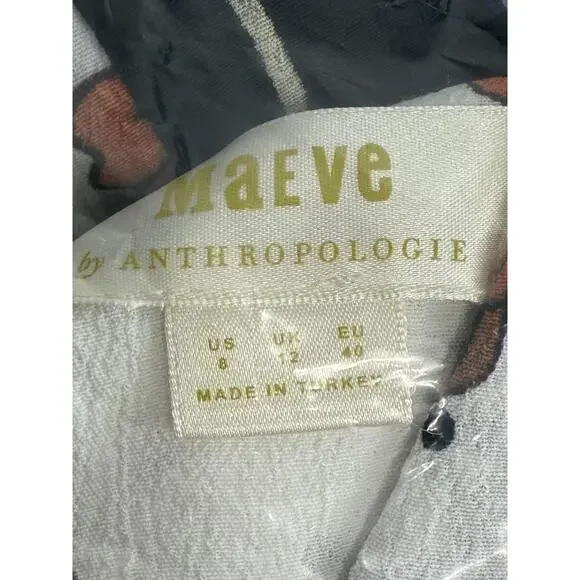 MaEve
by ANTHROPOLOGIE
US UK EU
8 12 40
MADE IN TURKEY